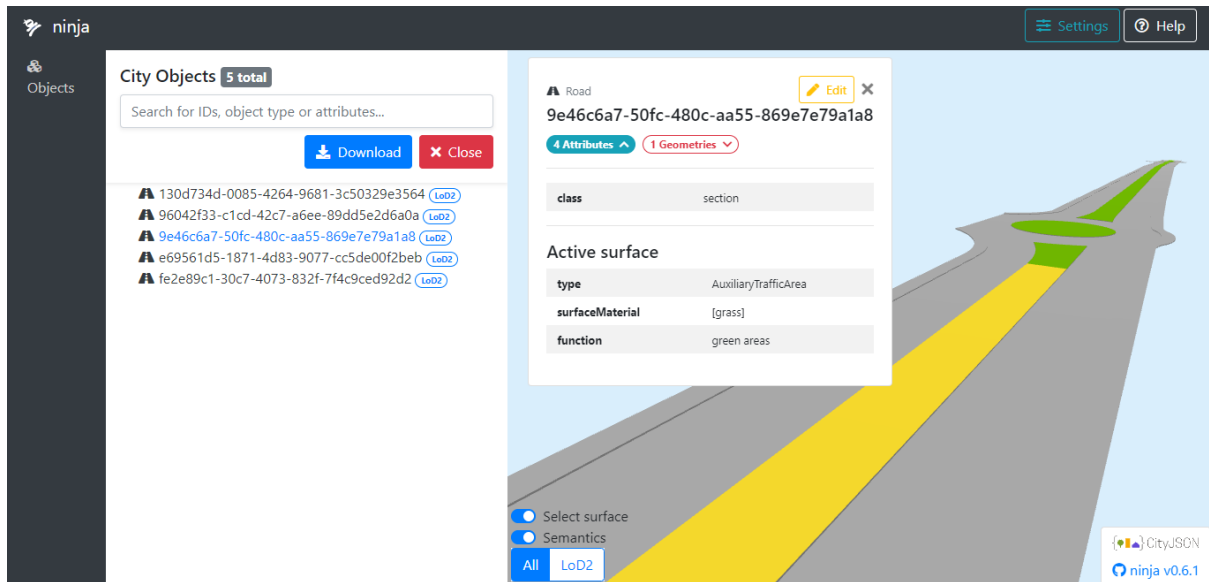 ninja
Settings
Help
Objects
City Objects 5 total
Search for IDs, object type or attributes...
Download
Close
130d734d-0085-4264-9681-3c50329e3564 LoD2
96042f33-c1cd-42c7-a6ee-89dd5e2d6a0a LoD2
9e46c6a7-50fc-480c-aa55-869e7e79a1a8 LoD2
e69561d5-1871-4d83-9077-cc5de00f2beb LoD2
fe2e89c1-30c7-4073-832f-7f4c9ced92d2 LoD2
Road
Edit
9e46c6a7-50fc-480c-aa55-869e7e79a1a8
4 Attributes
1 Geometries
class section
Active surface
type AuxiliaryTrafficArea
surfaceMaterial [grass]
function green areas
Select surface
Semantics
All LoD2
{} CityJSON
ninja v0.6.1